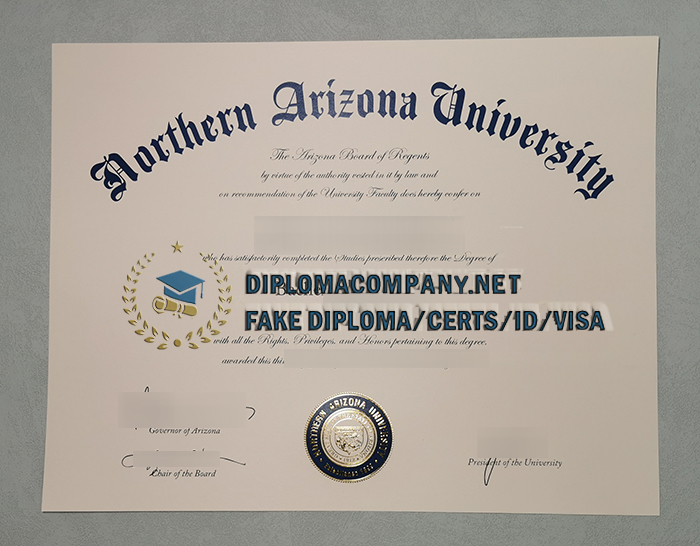 Northern Arizona University
The Arizona Board of Regents
by virtue of the authority vested in it by law and
on recommendation of the University Faculty does hereby confer on
who has satisfactorily completed the Studies prescribed therefore the Degree of
DIPLOMACOMPANY.NET
FAKE DIPLOMA/CERTS/ID/VISA
with all the Rights, Privileges, and Honors pertaining to this degree,
awarded this
NORTHERN ARIZONA UNIVERSITY
Governor of Arizona
Chair of the Board
President of the University